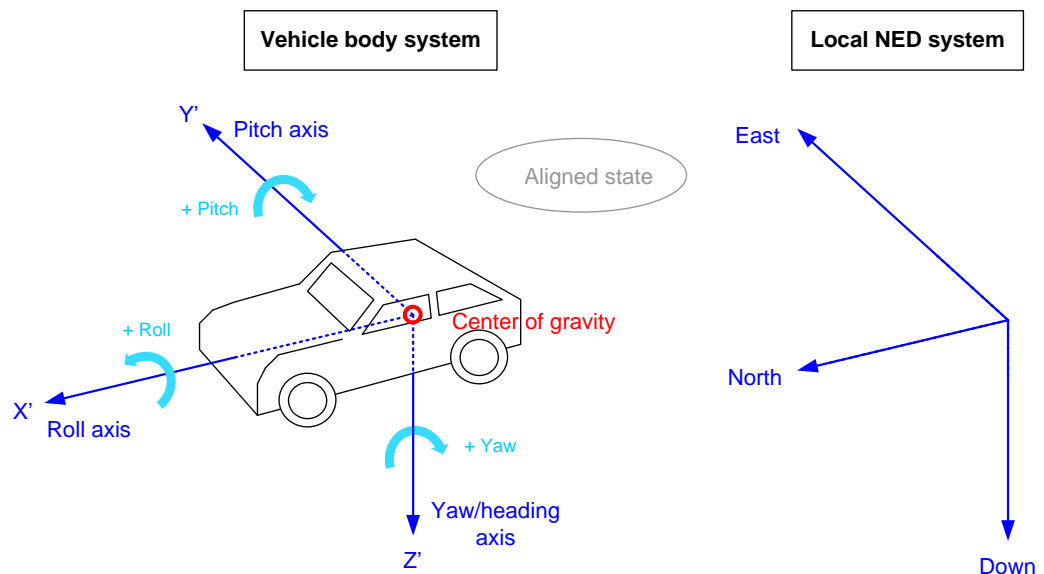 Vehicle body system
Local NED system
Y’
Pitch axis
East
Aligned state
+ Pitch
Center of gravity
+ Roll
North
X’
Roll axis
+ Yaw
Yaw/heading
axis
Z’
Down